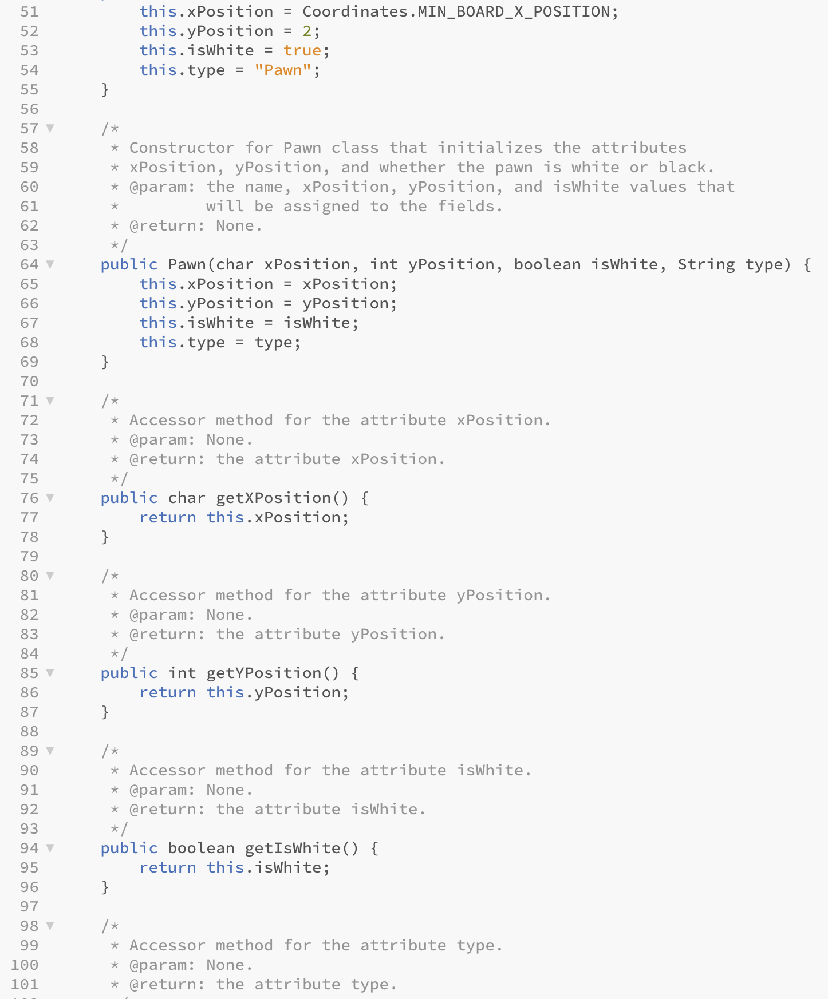 51 this.xPosition = Coordinates.MIN_BOARD_X_POSITION;
52 this.yPosition = 2;
53 this.isWhite = true;
54 this.type = "Pawn";
55 }
56
57 /*
58 * Constructor for Pawn class that initializes the attributes
59 * xPosition, yPosition, and whether the pawn is white or black.
60 * @param: the name, xPosition, yPosition, and isWhite values that
61 * will be assigned to the fields.
62 * @return: None.
63 */
64 public Pawn(char xPosition, int yPosition, boolean isWhite, String type) {
65 this.xPosition = xPosition;
66 this.yPosition = yPosition;
67 this.isWhite = isWhite;
68 this.type = type;
69 }
70
71 /*
72 * Accessor method for the attribute xPosition.
73 * @param: None.
74 * @return: the attribute xPosition.
75 */
76 public char getXPosition() {
77 return this.xPosition;
78 }
79
80 /*
81 * Accessor method for the attribute yPosition.
82 * @param: None.
83 * @return: the attribute yPosition.
84 */
85 public int getYPosition() {
86 return this.yPosition;
87 }
88
89 /*
90 * Accessor method for the attribute isWhite.
91 * @param: None.
92 * @return: the attribute isWhite.
93 */
94 public boolean getIsWhite() {
95 return this.isWhite;
96 }
97
98 /*
99 * Accessor method for the attribute type.
100 * @param: None.
101 * @return: the attribute type.